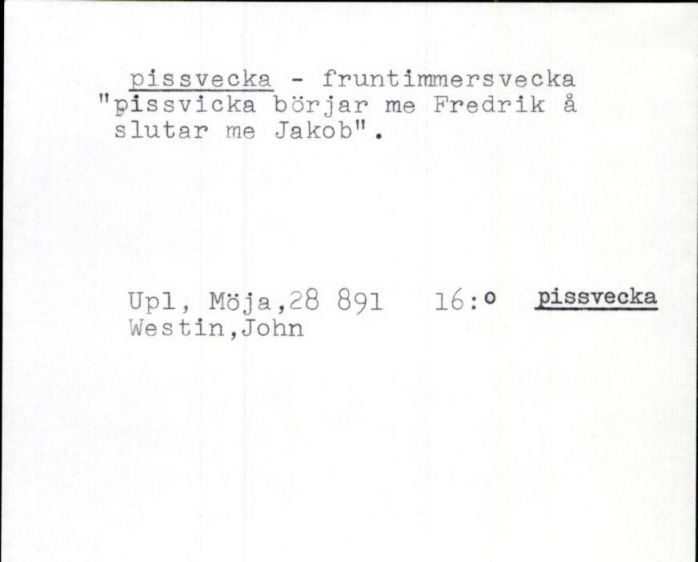 pissvecka - fruntimmersvecka
"pissvicka börjar me Fredrik å
slutar me Jakob".
Upl, Möja,28 891 16:o pissvecka
Westin,John